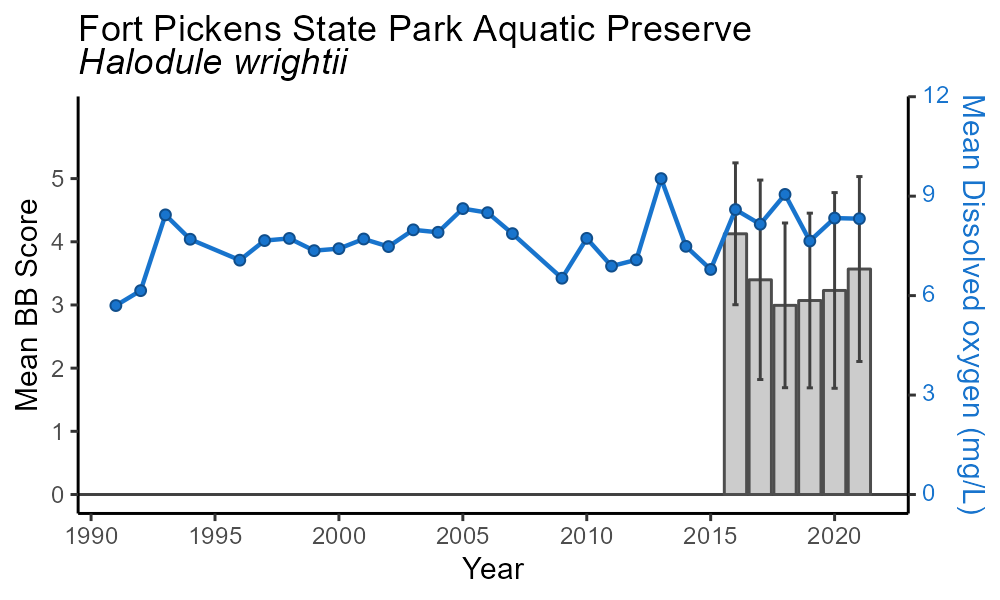 Fort Pickens State Park Aquatic Preserve
Halodule wrightii
Mean BB Score
5
4
3
2
1
0
12
9
6
3
0
Mean Dissolved oxygen (mg/L)
1990 1995 2000 2005 2010 2015 2020
Year